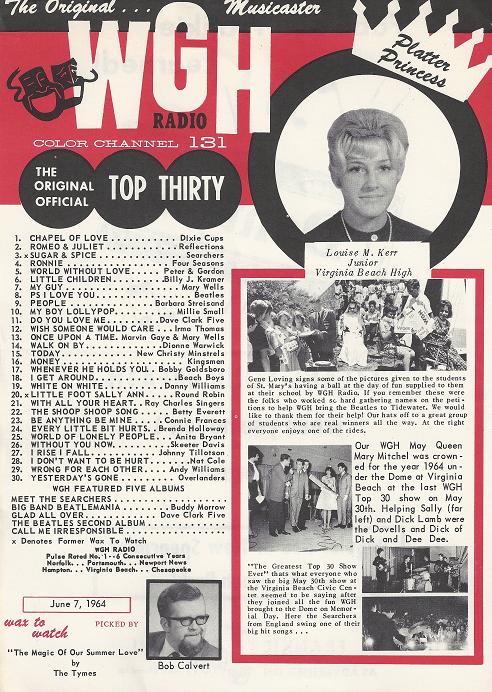 The Original... Musicaster
WGH
RADIO
COLOR CHANNEL 131
Platter
Princess
THE
ORIGINAL
OFFICIAL
TOP THIRTY
1. CHAPEL OF LOVE. . . . . . . . . . Dixie Cups
2. ROMEO & JULIET. . . . . . . . . . Reflections
3. x SUGAR & SPICE. . . . . . . . . . Searchers
4. RONNIE. . . . . . . . . . Four Seasons
5. WORLD WITHOUT LOVE. . . . . Peter & Gordon
6. LITTLE CHILDREN. . . . . Billy J. Kramer
7. MY GUY. . . . . . . . . . Mary Wells
8. PS I LOVE YOU. . . . . . . . . . Beatles
9. PEOPLE. . . . . . . . . . Barbara Streisand
10. MY BOY LOLLYPOP. . . . . Millie Small
11. DO YOU LOVE ME. . . . . Dave Clark Five
12. WISH SOMEONE WOULD CARE. . . Irma Thomas
13. ONCE UPON A TIME. Marvin Gaye & Mary Wells
14. WALK ON BY. . . . . Dionne Warwick
15. TODAY. . . . . New Christy Minstrels
16. MONEY. . . . . . . . . . Kingsmen
17. WHENEVER HE HOLDS YOU. . Bobby Goldsboro
18. I GET AROUND. . . . . . . . . . Beach Boys
19. WHITE ON WHITE. . . . . Danny Williams
20. x LITTLE FOOT SALLY ANN. . . . . Round Robin
21. WITH ALL YOUR HEART. . Roy Charles Singers
22. THE SHOOP SHOOP SONG. . . . . Betty Everett
23. BE ANYTHING BE MINE. . . . . Connie Frances
24. EVERY LITTLE BIT HURTS. . Brenda Holloway
25. WORLD OF LONELY PEOPLE. . . Anita Bryant
26. WITHOUT YOU NOW. . . . . Skeeter Davis
27. I RISE I FALL. . . . . Johnny Tillotson
28. I DON'T WANT BE HURT. . . . . Nat Cole
29. WRONG FOR EACH OTHER. . . . Andy Williams
30. YESTERDAY'S GONE. . . . . Overlanders
WGH FEATURED FIVE ALBUMS
MEET THE SEARCHERS. . . . . . . . . .
BIG BAND BEATLEMANIA. . . . . Buddy Morrow
GLAD ALL OVER. . . . . Dave Clark Five
THE BEATLES SECOND ALBUM. . . . .
CALL ME IRRESPONSIBLE. . . . . . . . . .
x Denotes Former Wax To Watch
WGH RADIO
Pulse Rated No. 1 - 6 Consecutive Years
Norfolk... Portsmouth... Newport News
Hampton... Virginia Beach... Chesapeake
June 7, 1964
wax to
watch
PICKED BY
"The Magic Of Our Summer Love"
by
The Tymes
Bob Calvert
Louise M. Kerr
Junior
Virginia Beach High
Gene Loving signs some of the pictures given to the students
of St. Mary's having a ball at the day of fun supplied to them
at their school by WGH Radio. If you remember these were
the folks who worked so hard gathering names on the peti-
tions to help WGH bring the Beatles to Tidewater. We would
like to thank them for their help! Our hats off to a great group
of students who are real winners all the way. At the right
everyone enjoys one of the rides.
Our WGH May Queen
Mary Mitchel was crown-
ed for the year 1964 un-
der the Dome at Virginia
Beach at the last WGH
Top 30 show on May
30th. Helping Sally (far
left) and Dick Lamb were
the Dovells and Dick of
Dick and Dee Dee.
"The Greatest Top 30 Show
Ever" thats what everyone who
saw the big May 30th show at
the Virginia Beach Civic Cen-
ter seemed to be saying after
they joined all the fun WGH
brought to the Dome on Memor-
ial Day. Here the Searchers
from England swing one of their
big hit songs . . .